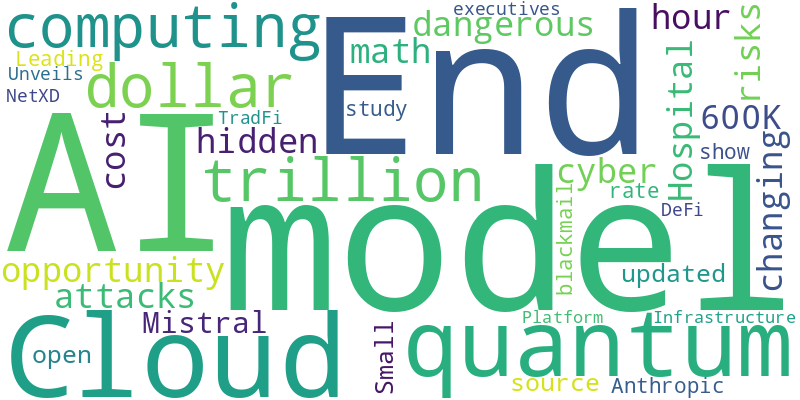 computing
End
executives
dangerous
hour
risks
Leading
math
Unveils
dollar
NetXD
study
Hospital
600K
AI
cost
TradFi
hidden
show
changing
trillion
cyber
rate
model
blackmail
DeFi
opportunity
updated
attacks
Cloud
Mistral
Small
Platform
Infrastructure
quantum
open
source
Anthropic